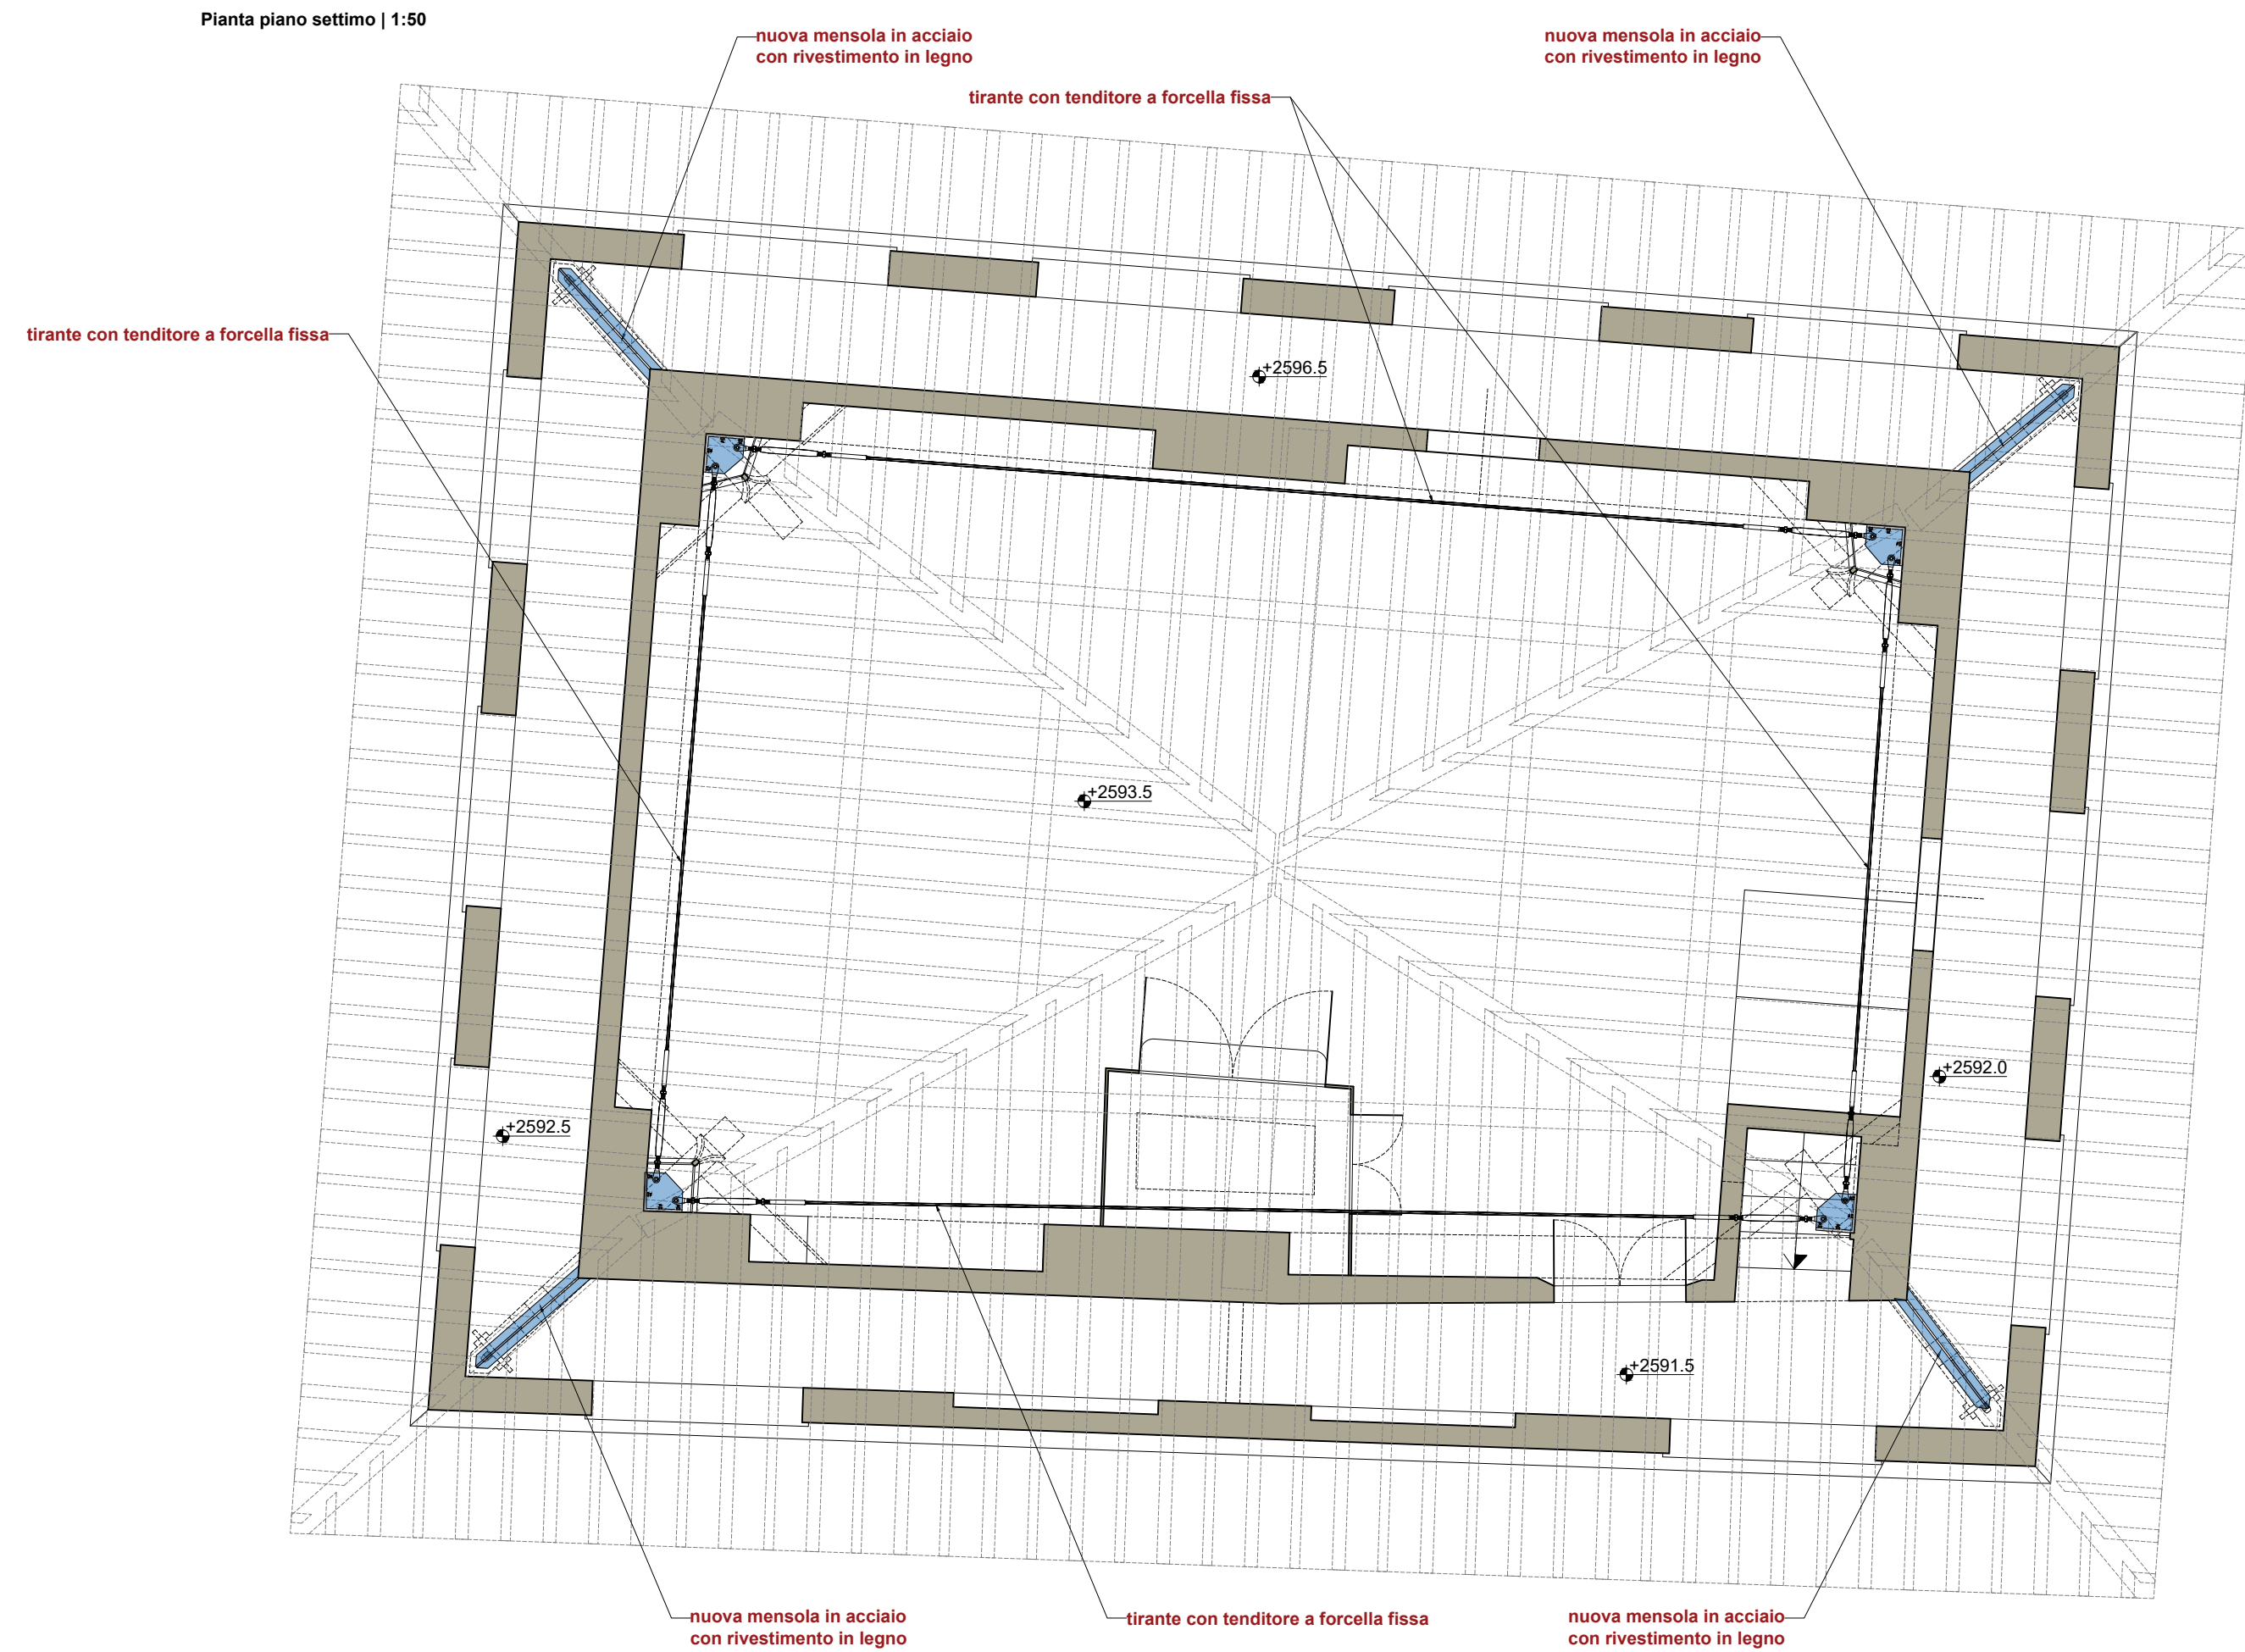 Pianta piano settimo | 1:50
nuova mensola in acciaio
con rivestimento in legno
nuova mensola in acciaio
con rivestimento in legno
tirante con tenditore a forcella fissa
tirante con tenditore a forcella fissa
+2596.5
+2593.5
+2592.0
+2592.5
+2591.5
nuova mensola in acciaio
con rivestimento in legno
tirante con tenditore a forcella fissa
nuova mensola in acciaio
con rivestimento in legno